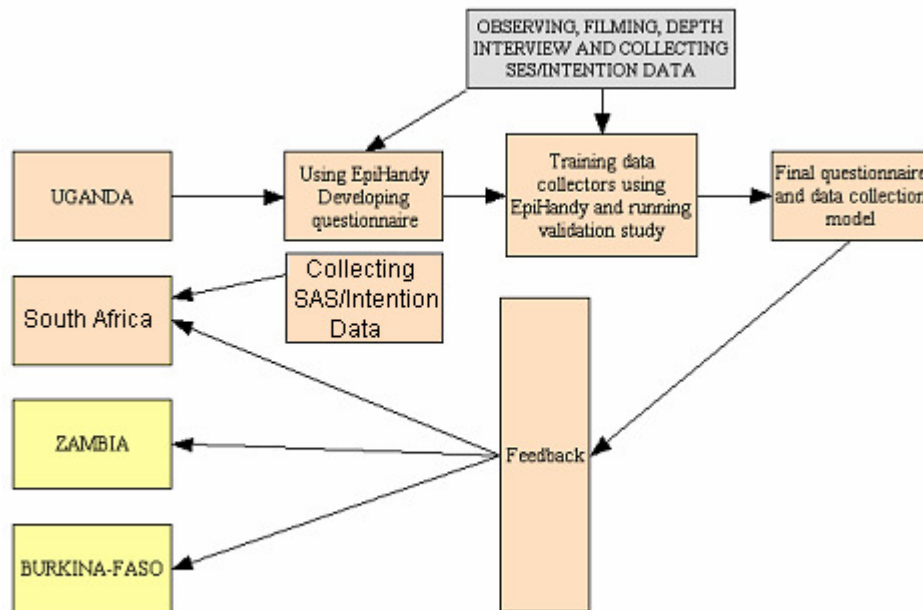 OBSERVING, FILMING, DEPTH
INTERVIEW AND COLLECTING
SES/INTENTION DATA
UGANDA
Using EpiHandy
Developing
questionnaire
Training data
collectors using
EpiHandy and running
validation study
Final questionnaire
and data collection
model
Collecting
SAS/Intention
Data
South Africa
ZAMBIA
Feedback
BURKINA-FASO